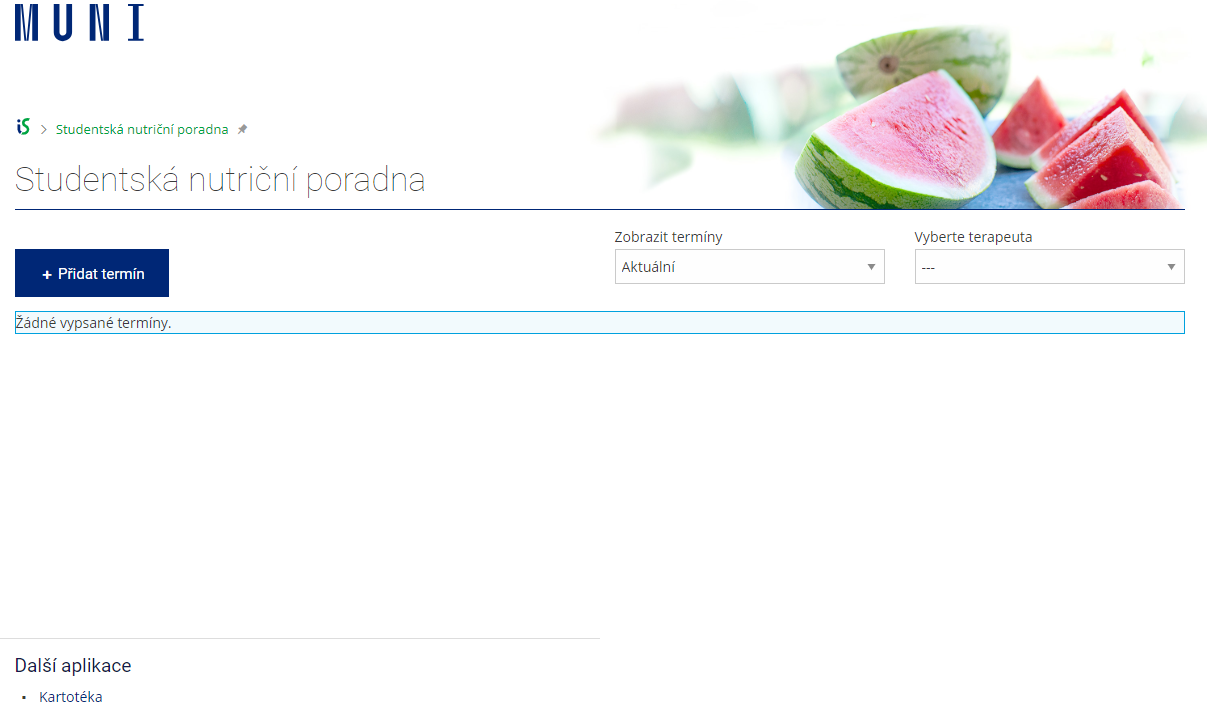 MUNI
iS > Studentská nutriční poradna
Studentská nutriční poradna
Zobrazit termíny
Vyberte terapeuta
+ Přidat termín
Aktuální
---
Žádné vypsané termíny.
Další aplikace
▪ Kartotéka